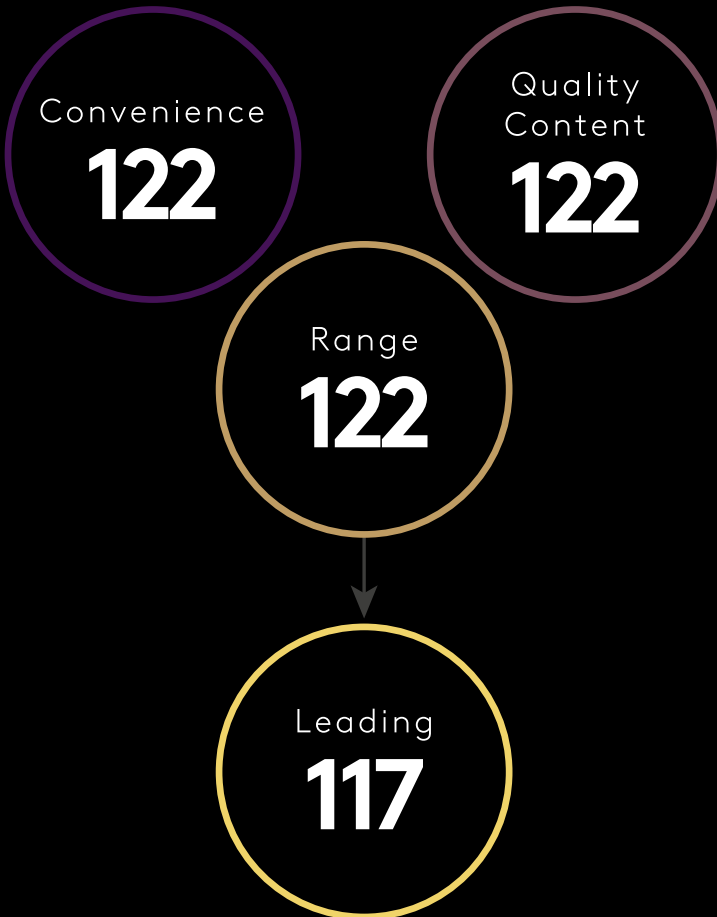 Convenience
122
Quality
Content
122
Range
122
Leading
117